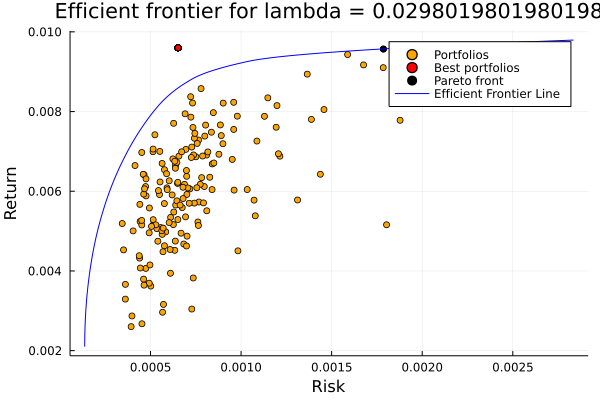 Efficient frontier for lambda = 0.0298019801980198
0.010
0.008
0.006
0.004
0.002
Return
Portfolios
Best portfolios
Pareto front
Efficient Frontier Line
0.0005 0.0010 0.0015 0.0020 0.0025
Risk